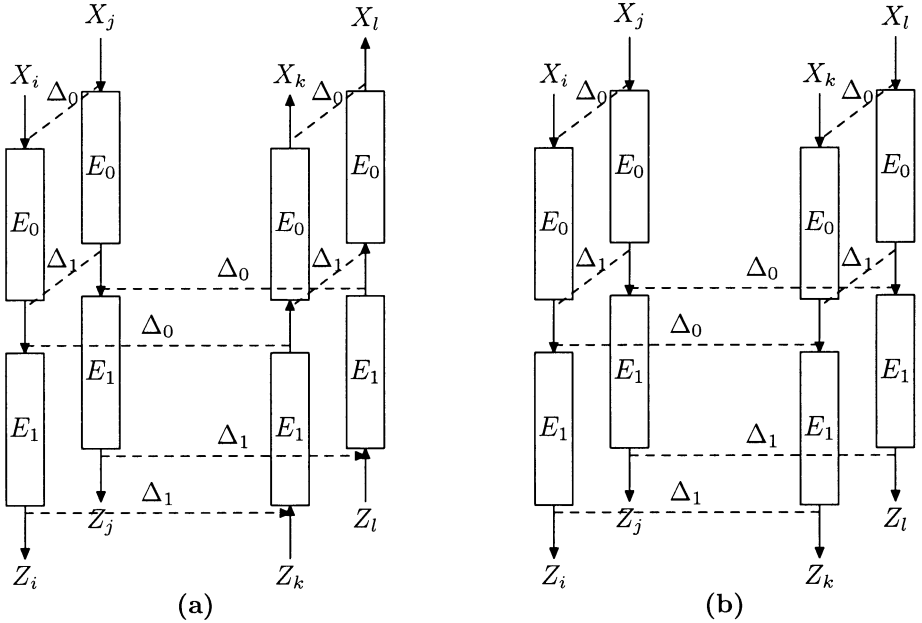 X_j X_l X_j X_l
X_i X_k X_i X_k
Δ_0 Δ_0 Δ_0 Δ_0
E_0 E_0 E_0 E_0
E_0 E_0 E_0 E_0
Δ_1 Δ_1 Δ_1 Δ_1
Δ_0 Δ_0
Δ_0 Δ_0
E_1 E_1 E_1 E_1
E_1 E_1 E_1 E_1
Δ_1 Δ_1
Δ_1 Δ_1
Z_j Z_l Z_j Z_l
Z_i Z_k Z_i Z_k
(a) (b)